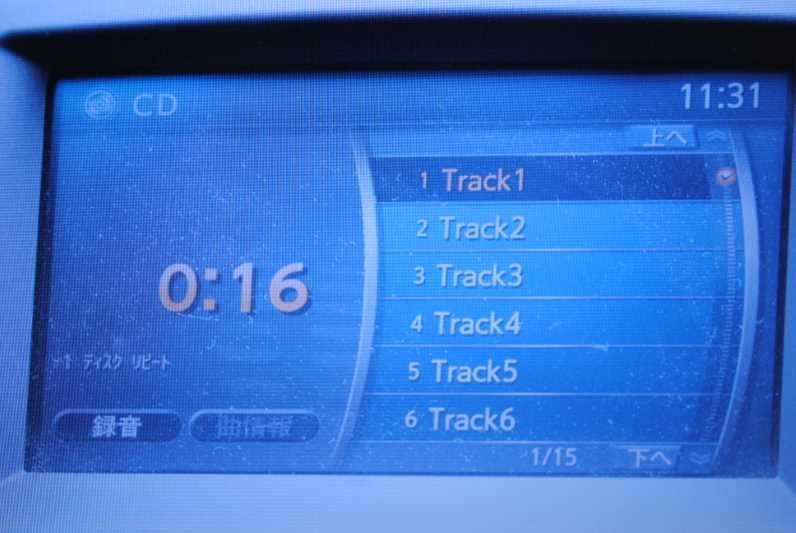 CD
11:31
上へ
1 Track1
2 Track2
3 Track3
4 Track4
5 Track5
6 Track6
0:16
1 ディスク リピート
録音
曲情報
1/15
下へ